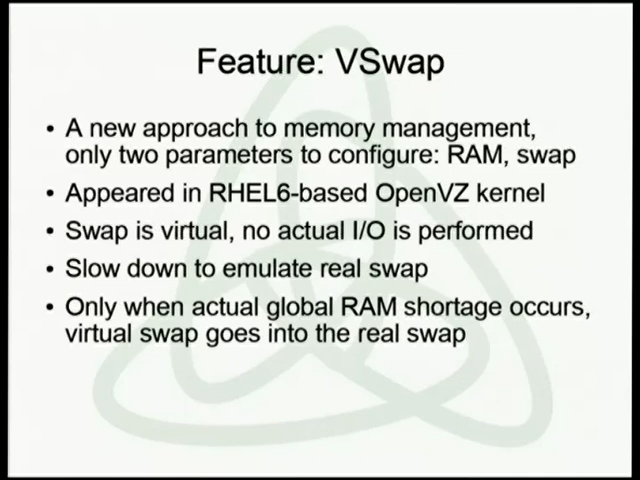 Feature: VSwap
• A new approach to memory management,
only two parameters to configure: RAM, swap
• Appeared in RHEL6-based OpenVZ kernel
• Swap is virtual, no actual I/O is performed
• Slow down to emulate real swap
• Only when actual global RAM shortage occurs,
virtual swap goes into the real swap